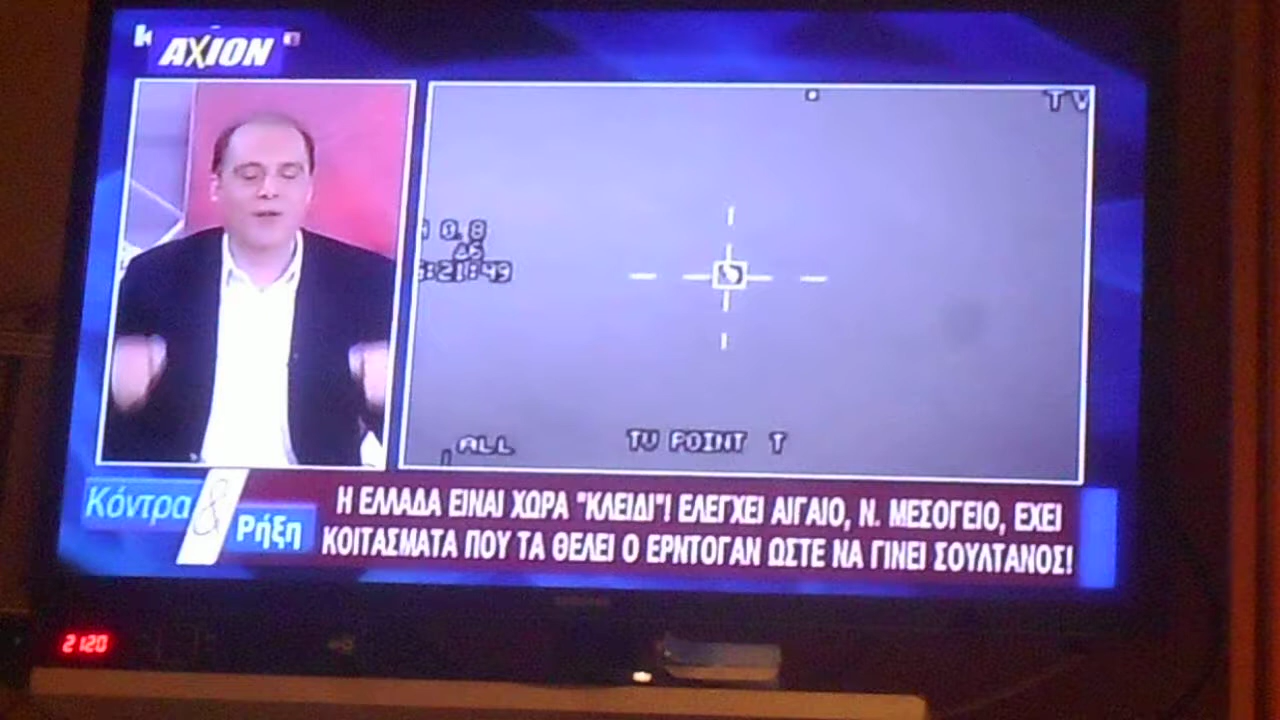 AXION
TV
0.8
:21:49
ALL
TV POINT T
Κόντρα & Ρήξη
Η ΕΛΛΑΔΑ ΕΙΝΑΙ ΧΩΡΑ "ΚΛΕΙΔΙ"! ΕΛΕΓΧΕΙ ΑΙΓΑΙΟ, Ν. ΜΕΣΟΓΕΙΟ, ΕΧΕΙ
ΚΟΙΤΑΣΜΑΤΑ ΠΟΥ ΤΑ ΘΕΛΕΙ Ο ΕΡΝΤΟΓΑΝ ΩΣΤΕ ΝΑ ΓΙΝΕΙ ΣΟΥΛΤΑΝΟΣ!
2120